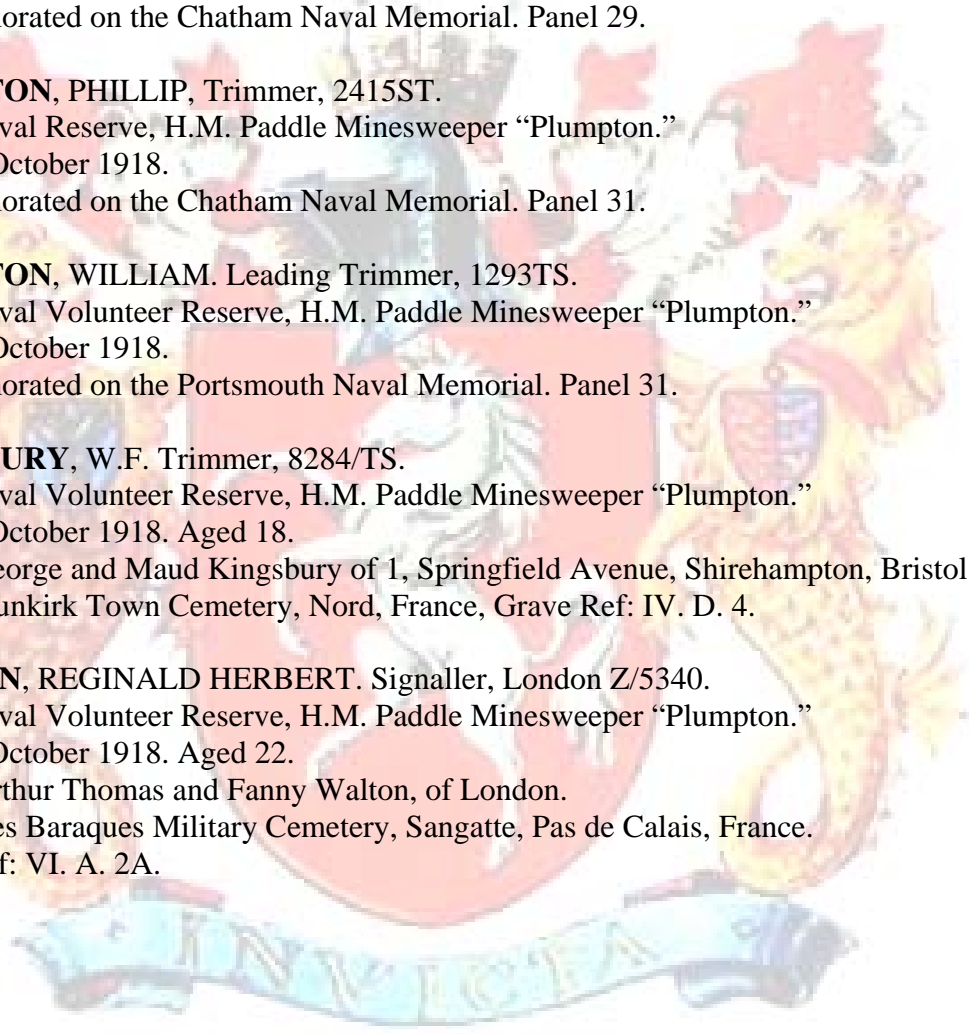 orated on the Chatham Naval Memorial. Panel 29.
TON, PHILLIP, Trimmer, 2415ST.
val Reserve, H.M. Paddle Minesweeper “Plumpton.”
October 1918.
orated on the Chatham Naval Memorial. Panel 31.
TON, WILLIAM. Leading Trimmer, 1293TS.
val Volunteer Reserve, H.M. Paddle Minesweeper “Plumpton.”
October 1918.
orated on the Portsmouth Naval Memorial. Panel 31.
URY, W.F. Trimmer, 8284/TS.
val Volunteer Reserve, H.M. Paddle Minesweeper “Plumpton.”
October 1918. Aged 18.
eorge and Maud Kingsbury of 1, Springfield Avenue, Shirehampton, Bristol
unkirk Town Cemetery, Nord, France, Grave Ref: IV. D. 4.
N, REGINALD HERBERT. Signaller, London Z/5340.
val Volunteer Reserve, H.M. Paddle Minesweeper “Plumpton.”
October 1918. Aged 22.
rthur Thomas and Fanny Walton, of London.
es Baraques Military Cemetery, Sangatte, Pas de Calais, France.
f: VI. A. 2A.
INVICTA